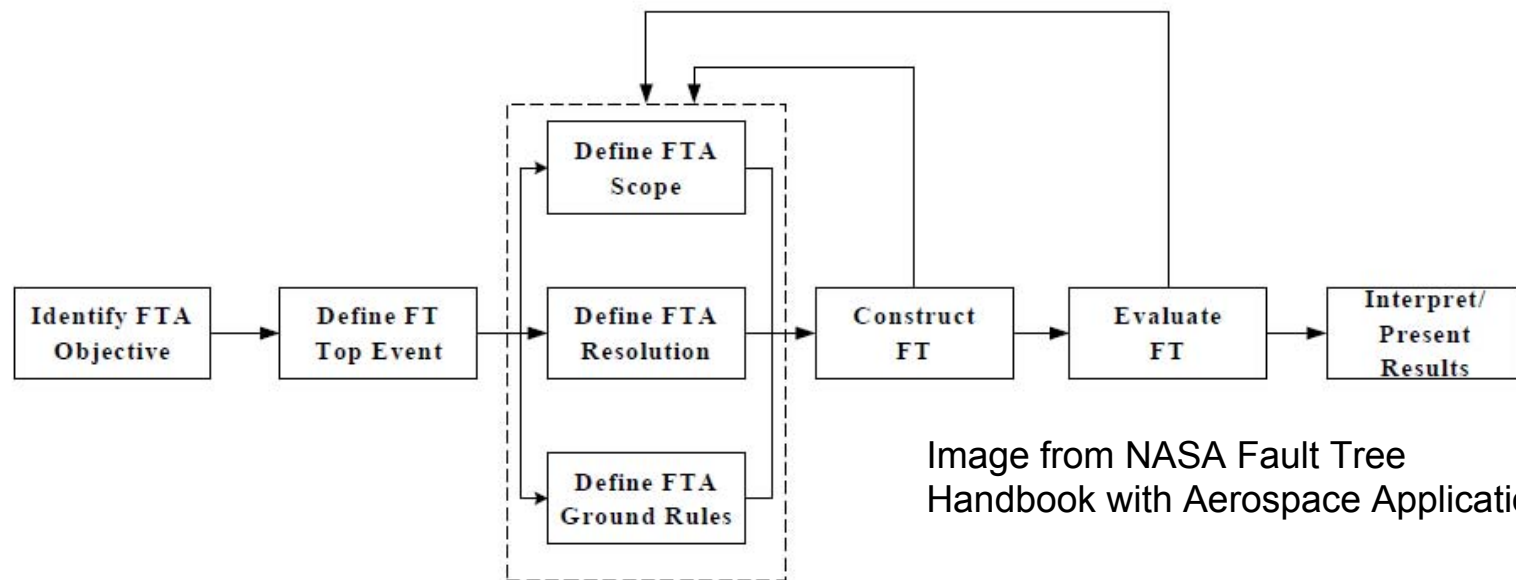 Define FTA
Scope
Identify FTA
Objective
Define FT
Top Event
Define FTA
Resolution
Construct
FT
Evaluate
FT
Interpret/
Present
Results
Define FTA
Ground Rules
Image from NASA Fault Tree
Handbook with Aerospace Applicatio